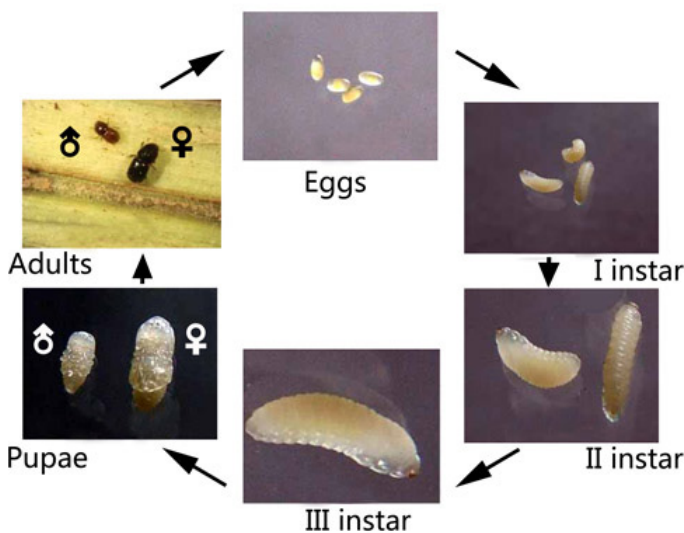 Eggs
I instar
II instar
III instar
Pupae
♂
♀
Adults
♂
♀